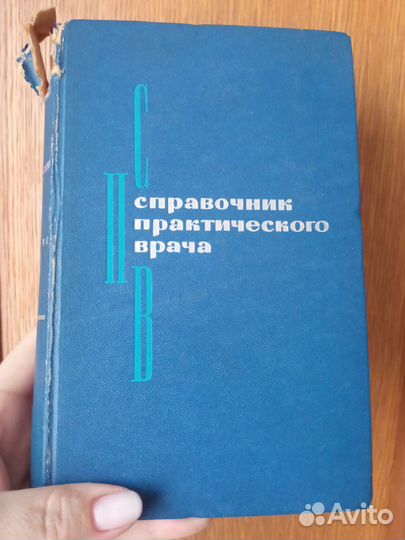 С
П
справочник
практического
врача
В
Avito